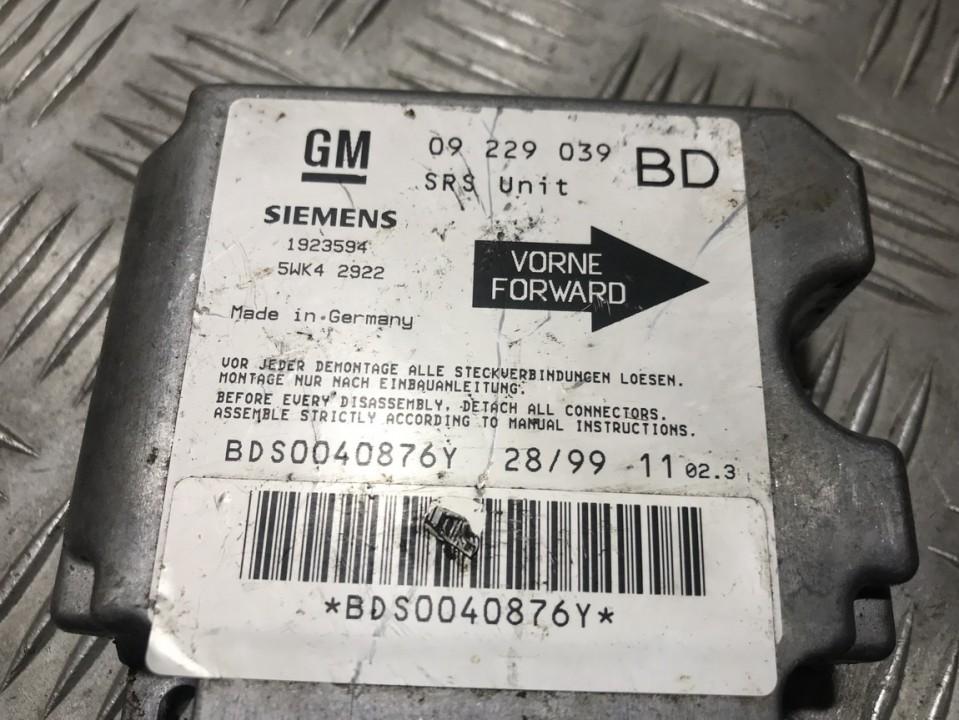 GM 09 229 039 BD
SRS Unit
SIEMENS
1923594
5WK4 2922
VORNE
FORWARD
Made in Germany
VOR JEDER DEMONTAGE ALLE STECKVERBINDUNGEN LOESEN.
MONTAGE NUR NACH EINBAUANLEITUNG.
BEFORE EVERY DISASSEMBLY, DETACH ALL CONNECTORS.
ASSEMBLE STRICTLY ACCORDING TO MANUAL INSTRUCTIONS.
BDS0040876Y 28/99 11 02.3
*BDS0040876Y*